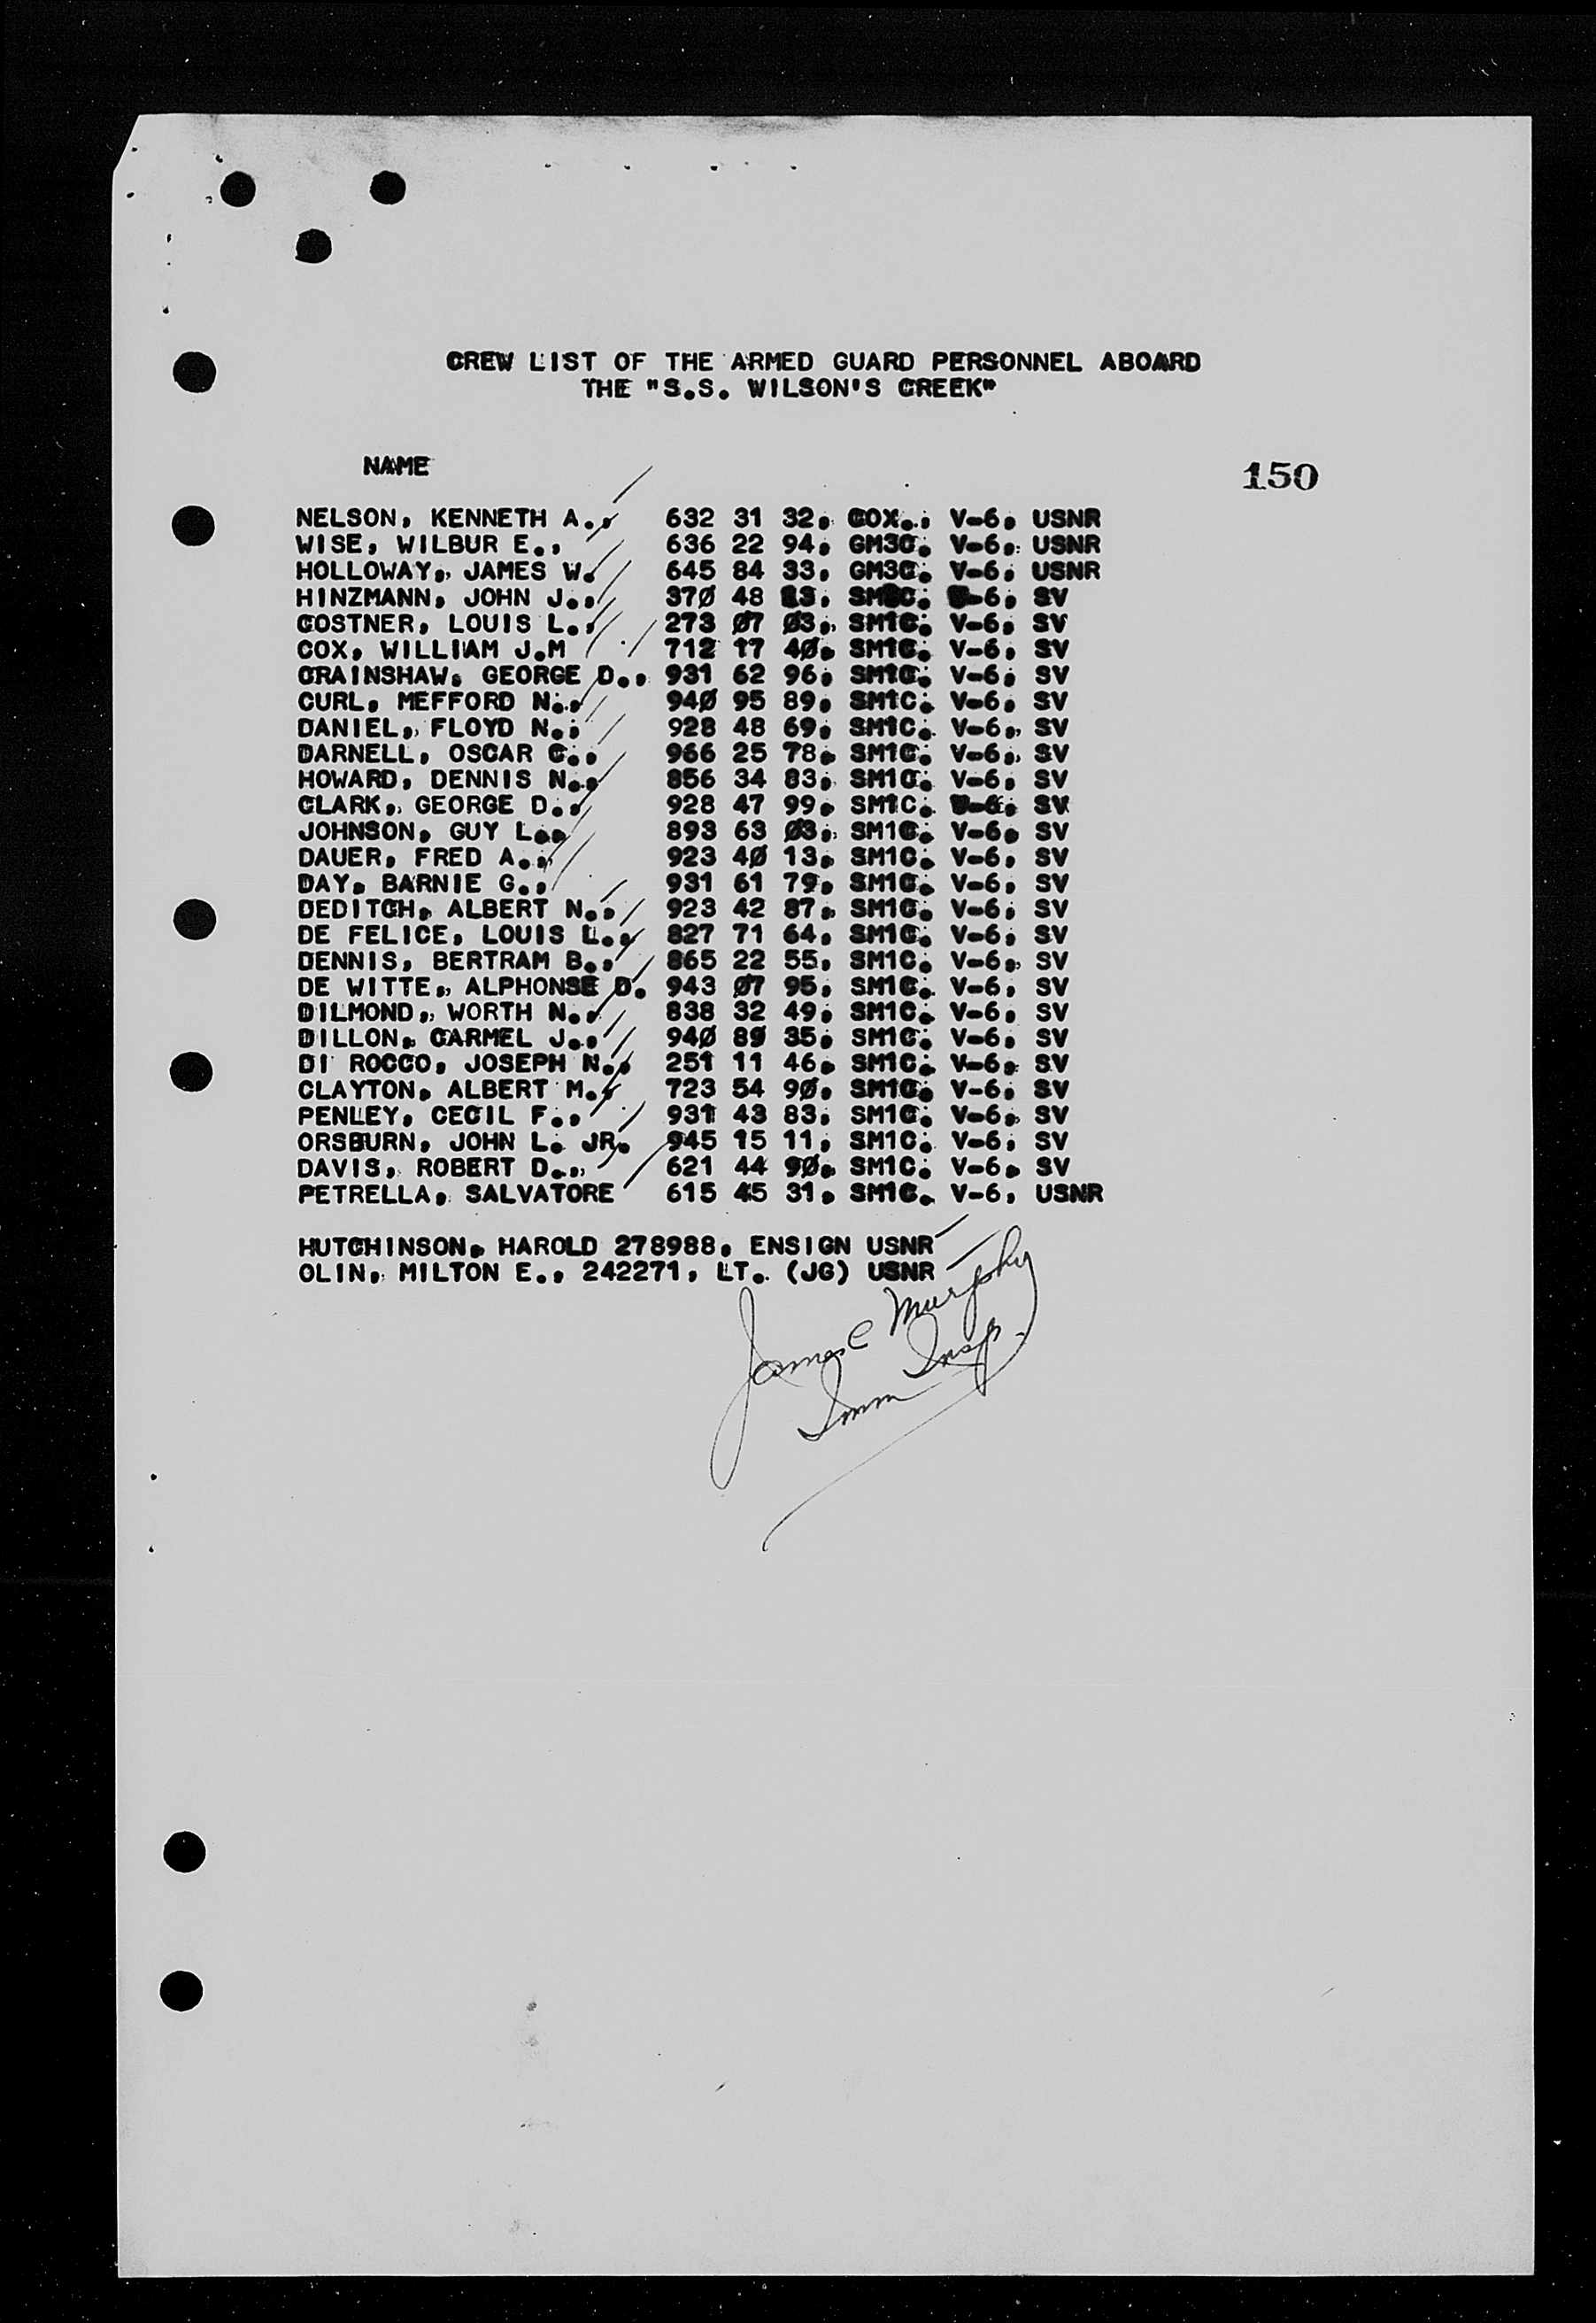 CREW LIST OF THE ARMED GUARD PERSONNEL ABOARD
THE "S.S. WILSON'S CREEK"
NAME
150
NELSON, KENNETH A., 632 31 32, COX., V-6, USNR
WISE, WILBUR E., 636 22 94, GM3C. V-6, USNR
HOLLOWAY, JAMES W. 645 84 33, GM3C. V-6, USNR
HINZMANN, JOHN J., 370 48 V-6, SV
COSTNER, LOUIS L., 273 07 03, SM1C. V-6, SV
COX, WILLIAM J.M 712 17 40, SM1C. V-6, SV
CRAINSHAW, GEORGE D., 931 62 96, SM1C. V-6, SV
CURL, MEFFORD N., 940 95 89, SM1C. V-6, SV
DANIEL, FLOYD N., 928 48 69, SM1C. V-6, SV
DARNELL, OSCAR C., 966 25 78, SM1C. V-6, SV
HOWARD, DENNIS N., 856 34 83, SM1C. V-6, SV
CLARK, GEORGE D., 928 47 99, SM1C. V-6, SV
JOHNSON, GUY L., 893 63 03, SM1C. V-6, SV
DAUER, FRED A., 923 40 13, SM1C. V-6, SV
DAY, BARNIE G., 931 61 79, SM1C. V-6, SV
DEDITCH, ALBERT N., 923 42 87, SM1C. V-6, SV
DE FELICE, LOUIS L., 827 71 64, SM1C. V-6, SV
DENNIS, BERTRAM B., 865 22 55, SM1C. V-6, SV
DE WITTE, ALPHONSE D. 943 07 95, SM1C. V-6, SV
DILMOND, WORTH N., 838 32 49, SM1C. V-6, SV
DILLON, CARMEL J., 940 89 35, SM1C. V-6, SV
DI ROCCO, JOSEPH N., 251 11 46, SM1C. V-6, SV
CLAYTON, ALBERT M., 723 54 90, SM1C. V-6, SV
PENLEY, CECIL F., 931 43 83, SM1C. V-6, SV
ORSBURN, JOHN L. JR. 945 15 11, SM1C. V-6, SV
DAVIS, ROBERT D., 621 44 90, SM1C. V-6, SV
PETRELLA, SALVATORE 615 45 31, SM1C. V-6, USNR
HUTCHINSON, HAROLD 278988, ENSIGN USNR
OLIN, MILTON E., 242271, LT. (JG) USNR
James C Murphy
Imm Insp.